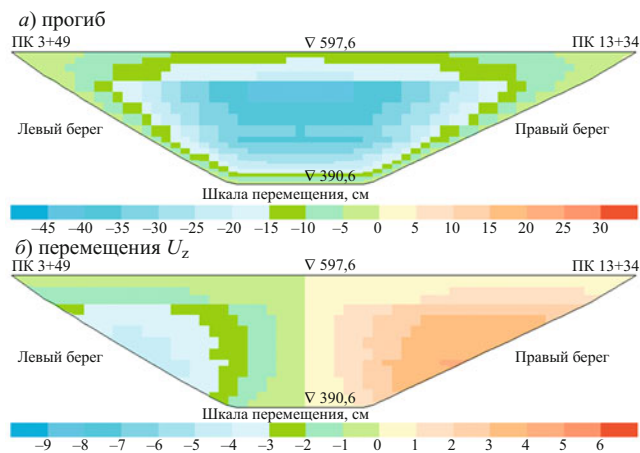 а) прогиб
ПК 3+49 ∇ 597,6 ПК 13+34
Левый берег Правый берег
∇ 390,6
Шкала перемещения, см
–45 –40 –35 –30 –25 –20 –15 –10 –5 0 5 10 15 20 25 30
б) перемещения Uz
ПК 3+49 ∇ 597,6 ПК 13+34
Левый берег Правый берег
∇ 390,6
Шкала перемещения, см
–9 –8 –7 –6 –5 –4 –3 –2 –1 0 1 2 3 4 5 6